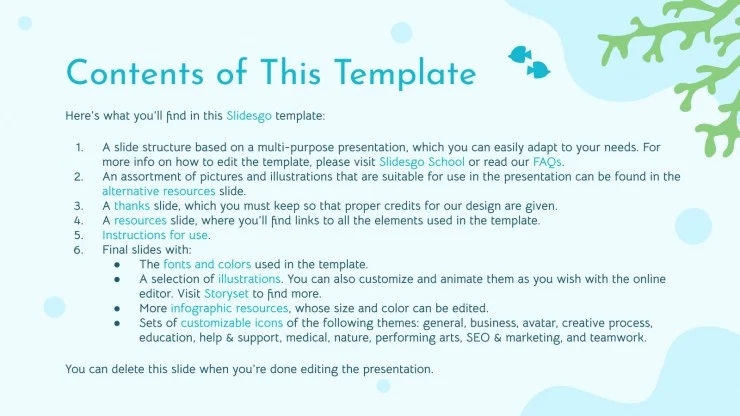 Contents of This Template
Here's what you'll find in this Slidesgo template:
1. A slide structure based on a multi-purpose presentation, which you can easily adapt to your needs. For
more info on how to edit the template, please visit Slidesgo School or read our FAQs.
2. An assortment of pictures and illustrations that are suitable for use in the presentation can be found in the
alternative resources slide.
3. A thanks slide, which you must keep so that proper credits for our design are given.
4. A resources slide, where you'll find links to all the elements used in the template.
5. Instructions for use.
6. Final slides with:
● The fonts and colors used in the template.
● A selection of illustrations. You can also customize and animate them as you wish with the online
editor. Visit Storyset to find more.
● More infographic resources, whose size and color can be edited.
● Sets of customizable icons of the following themes: general, business, avatar, creative process,
education, help & support, medical, nature, performing arts, SEO & marketing, and teamwork.
You can delete this slide when you're done editing the presentation.